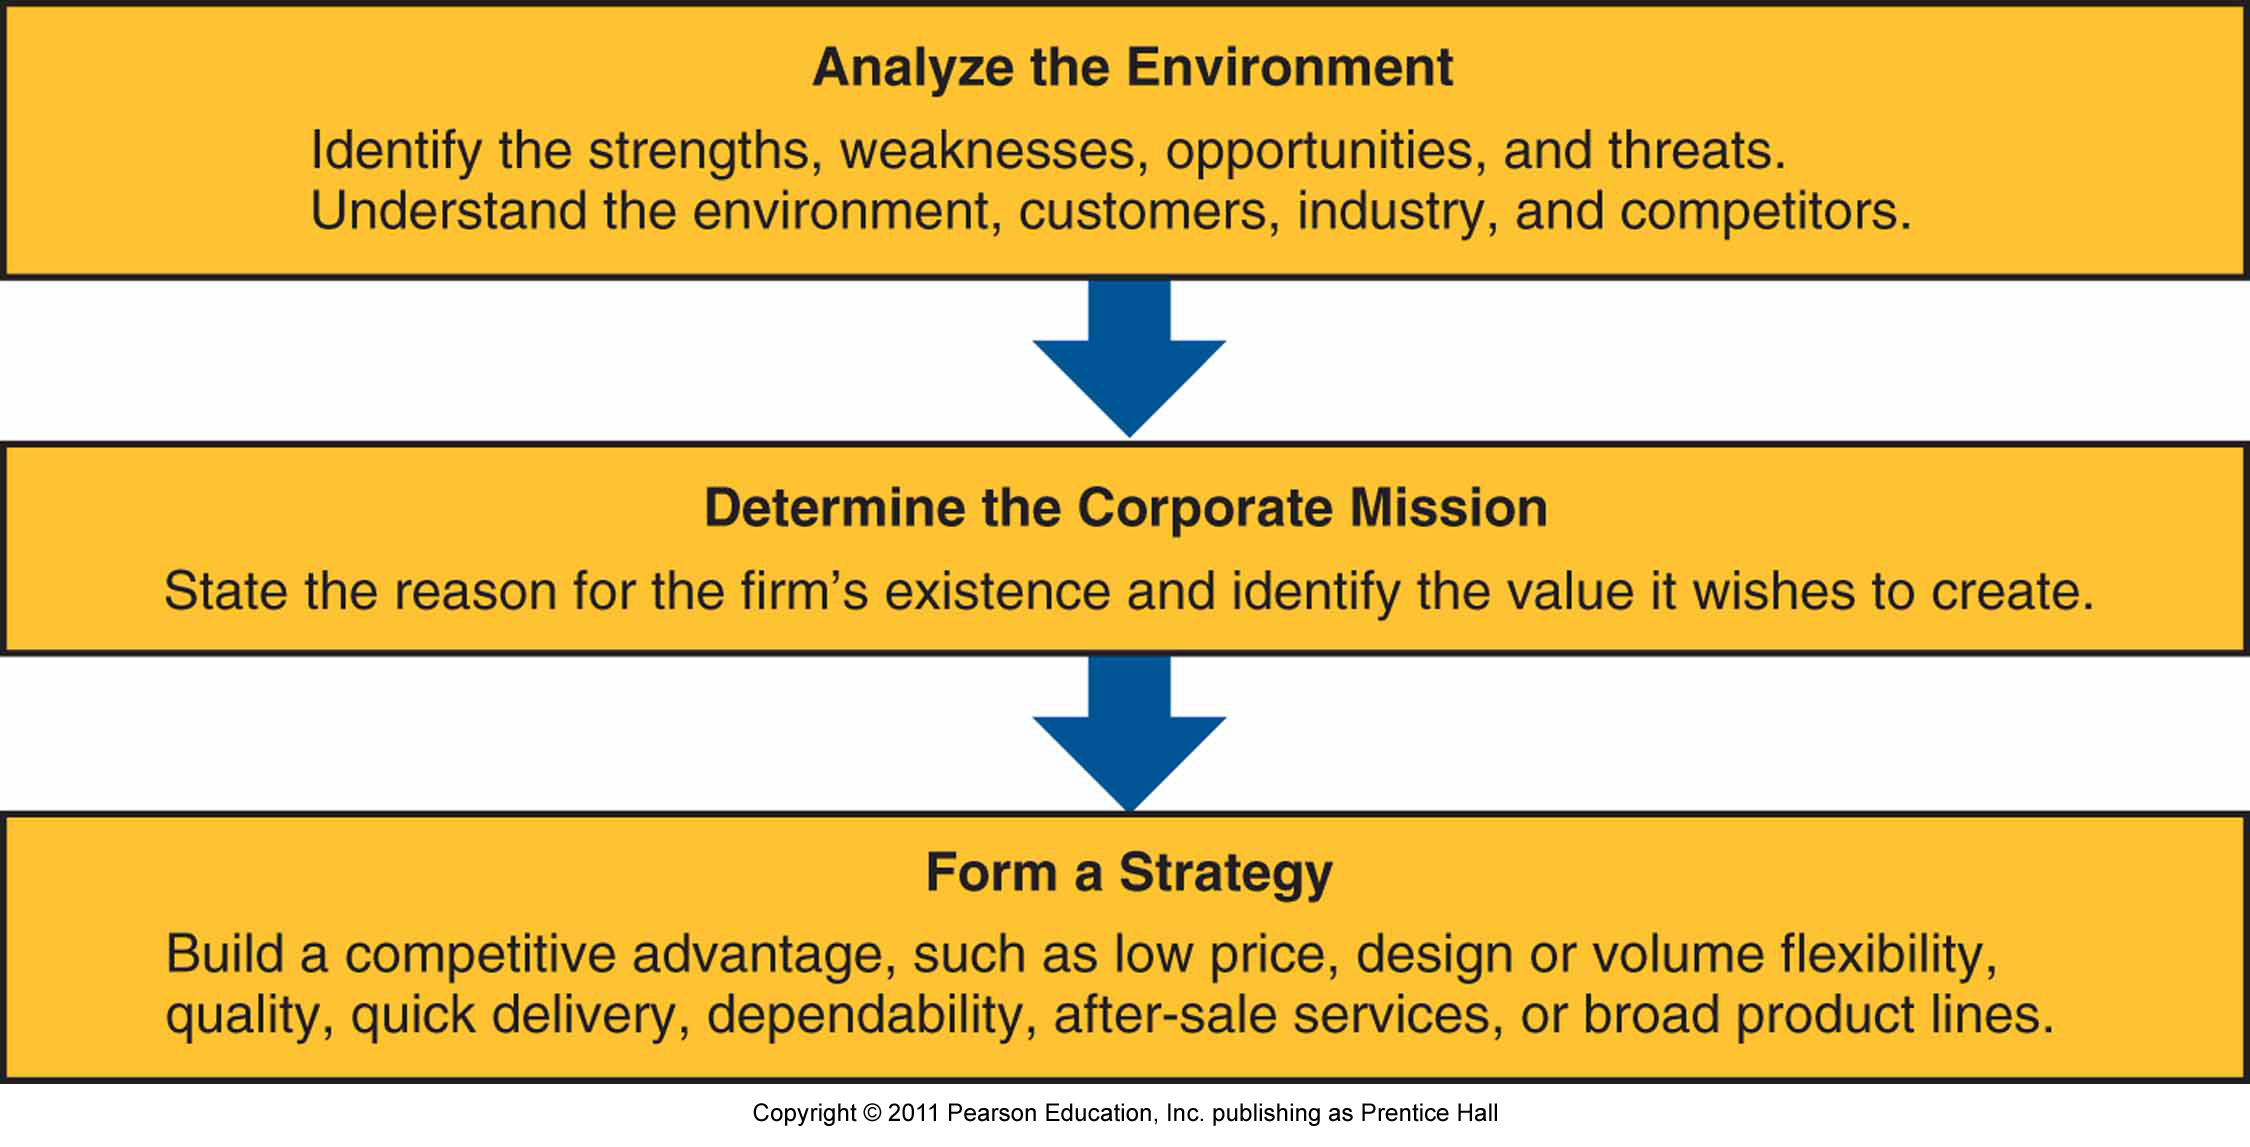 Analyze the Environment
Identify the strengths, weaknesses, opportunities, and threats.
Understand the environment, customers, industry, and competitors.
Determine the Corporate Mission
State the reason for the firm’s existence and identify the value it wishes to create.
Form a Strategy
Build a competitive advantage, such as low price, design or volume flexibility,
quality, quick delivery, dependability, after-sale services, or broad product lines.
Copyright © 2011 Pearson Education, Inc. publishing as Prentice Hall